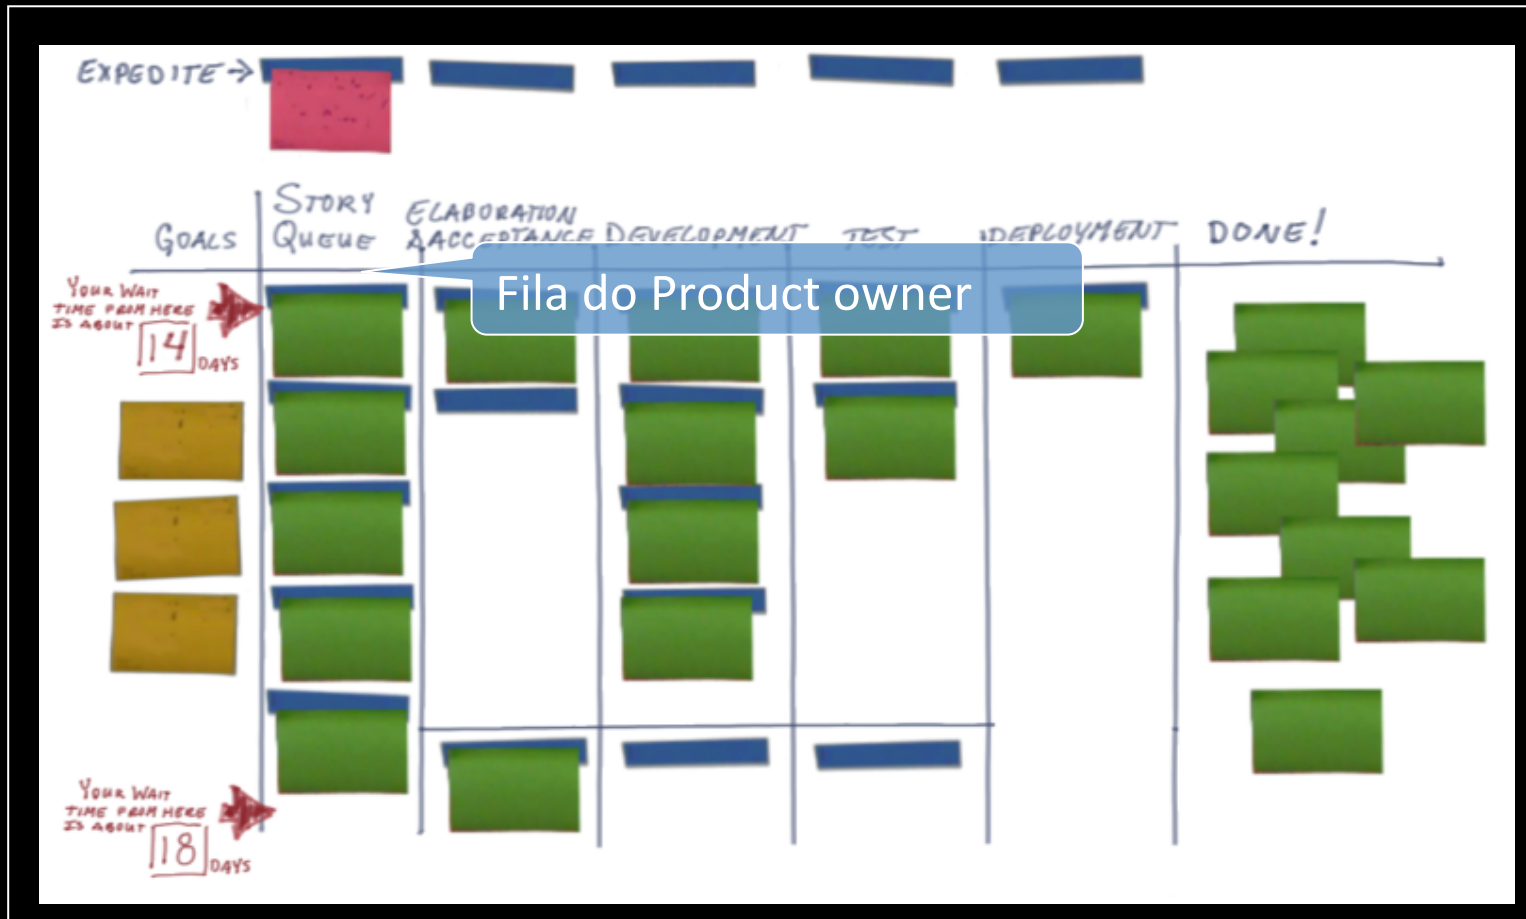 EXPEDITE →
STORY
QUEUE
GOALS
ELABORATION
& ACCEPTANCE
DEVELOPMENT
TEST
DEPLOYMENT
DONE!
Fila do Product owner
YOUR WAIT
TIME FROM HERE
IS ABOUT
14 DAYS
YOUR WAIT
TIME FROM HERE
IS ABOUT
18 DAYS